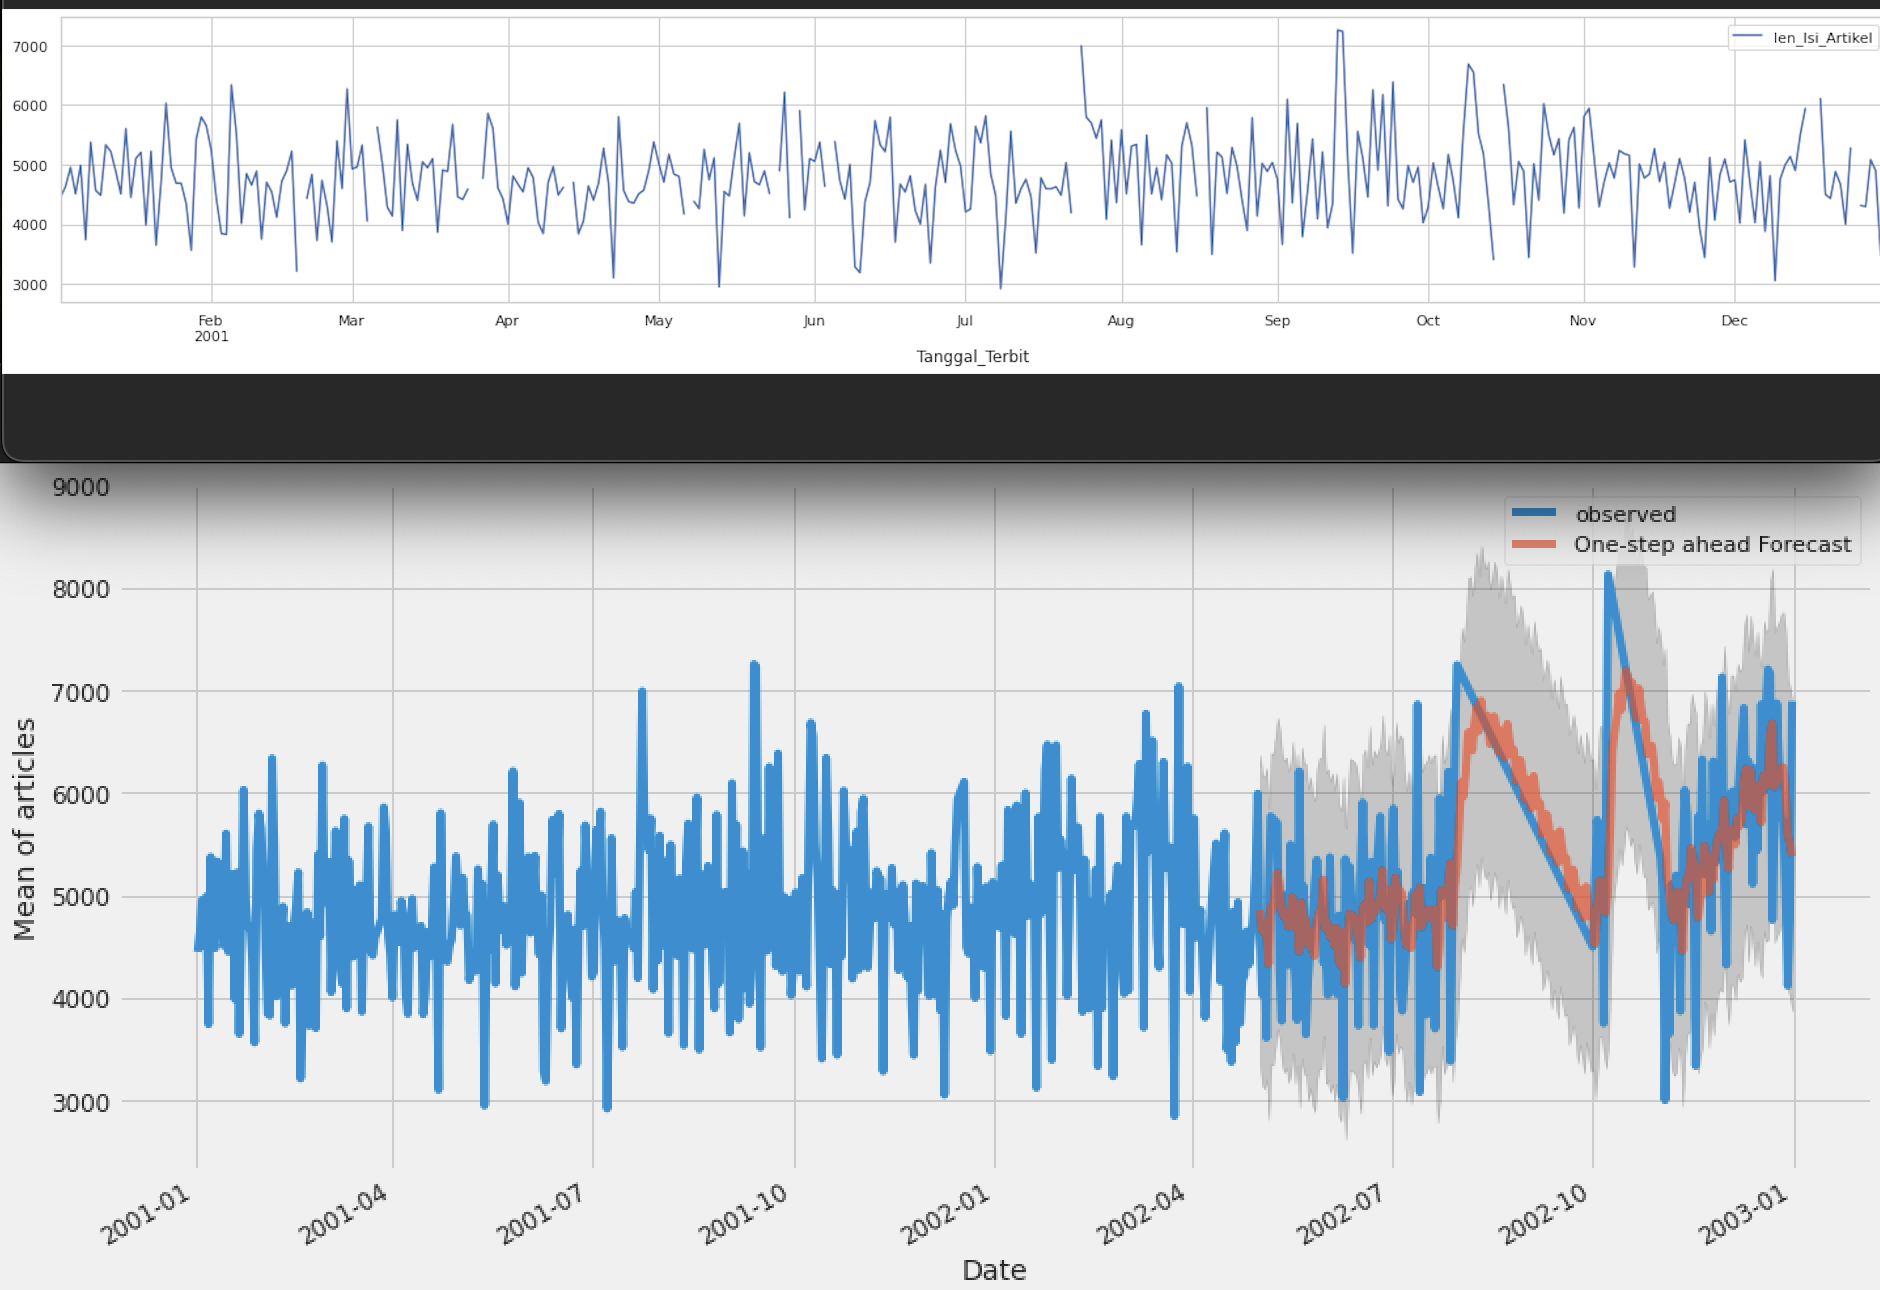 7000
6000
5000
4000
3000
len_Isi_Artikel
Feb Mar Apr May Jun Jul Aug Sep Oct Nov Dec
2001
Tanggal_Terbit
9000
8000
7000
6000
5000
4000
3000
Mean of articles
observed
One-step ahead Forecast
2001-01 2001-04 2001-07 2001-10 2002-01 2002-04 2002-07 2002-10 2003-01
Date